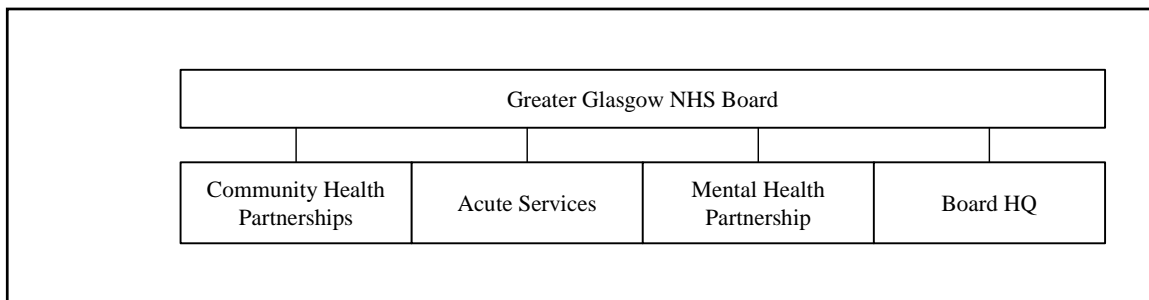 Greater Glasgow NHS Board
Community Health
Partnerships
Acute Services
Mental Health
Partnership
Board HQ